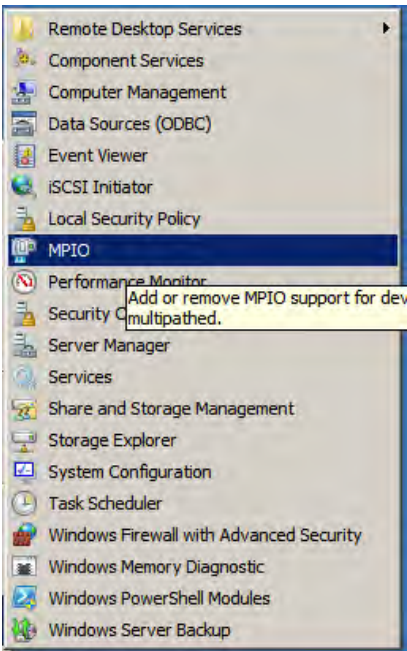 Remote Desktop Services
Component Services
Computer Management
Data Sources (ODBC)
Event Viewer
iSCSI Initiator
Local Security Policy
MPIO
Performance Monitor
Add or remove MPIO support for dev
Security C
multipathed.
Server Manager
Services
Share and Storage Management
Storage Explorer
System Configuration
Task Scheduler
Windows Firewall with Advanced Security
Windows Memory Diagnostic
Windows PowerShell Modules
Windows Server Backup